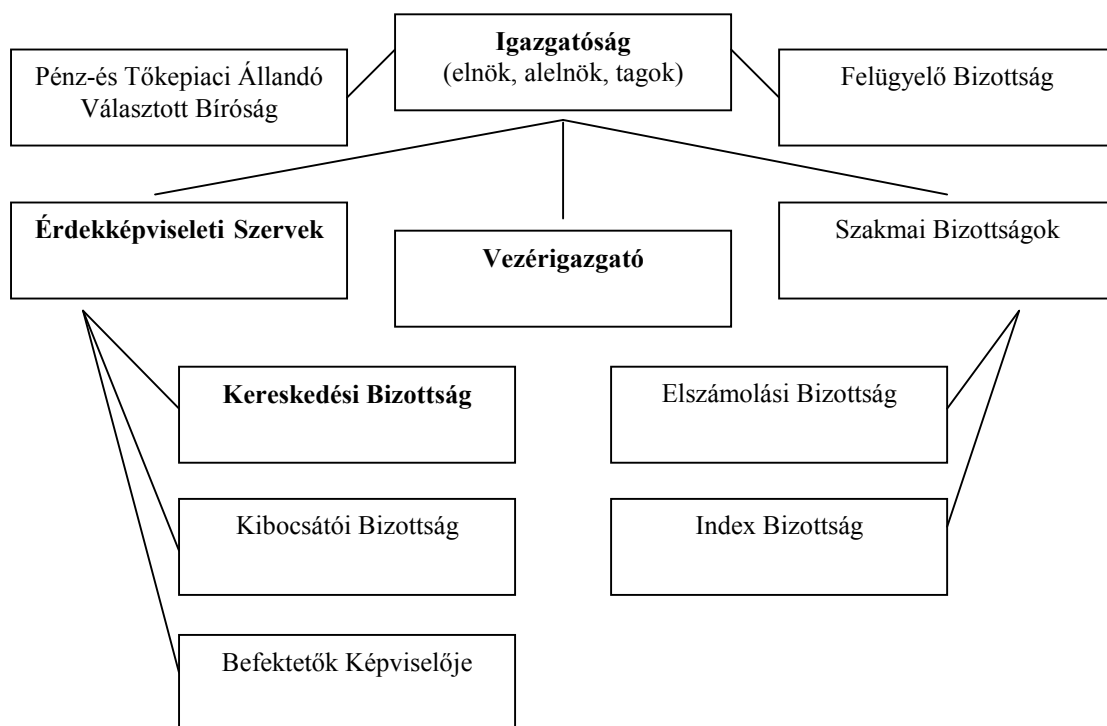 Igazgatóság
(elnök, alelnök, tagok)
Pénz-és Tőkepiaci Állandó
Választott Bíróság
Felügyelő Bizottság
Érdekképviseleti Szervek
Vezérigazgató
Szakmai Bizottságok
Kereskedési Bizottság
Elszámolási Bizottság
Kibocsátói Bizottság
Index Bizottság
Befektetők Képviselője